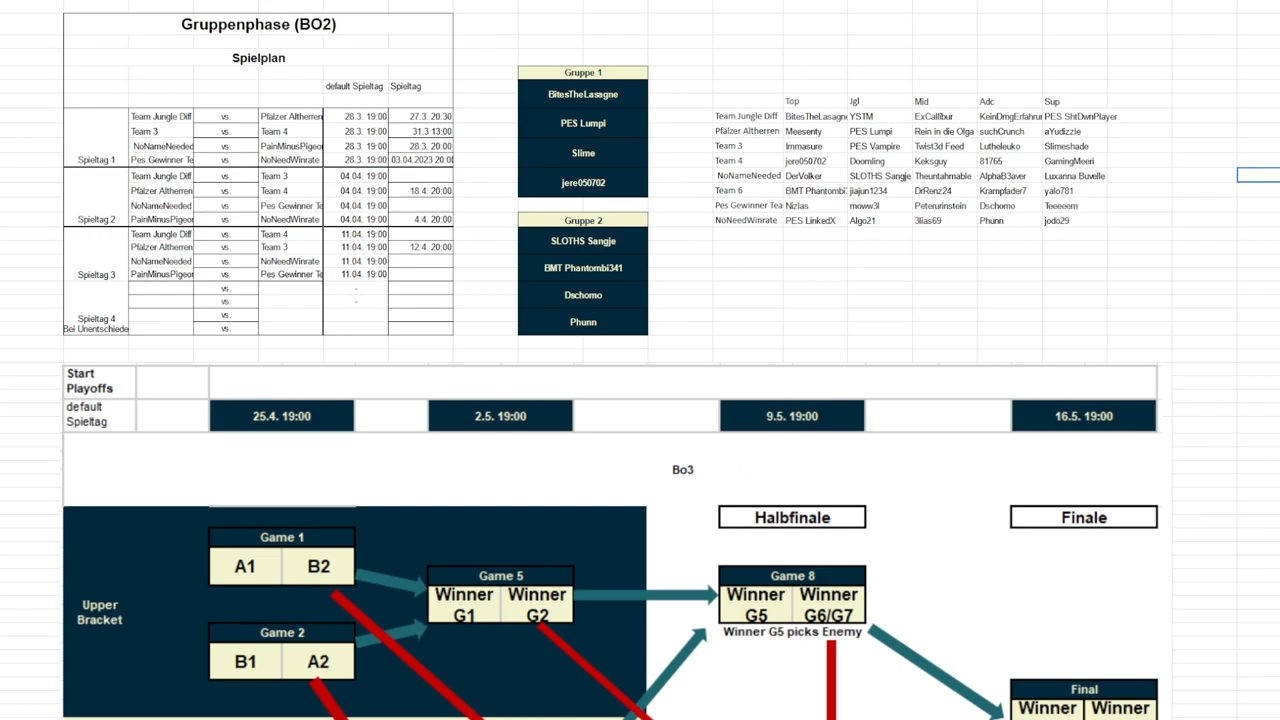 Gruppenphase (BO2)
Spielplan
default Spieltag Spieltag
Team Jungle Diff vs. Pfälzer Altherren 28.3. 19:00 27.3. 20:30
Team 3 vs. Team 4 28.3. 19:00 31.3 13:00
NoNameNeeded vs. PainMinusPigeo 28.3. 19:00 28.3. 20:00
Spieltag 1 Pes Gewinner Te vs. NoNeedWinrate 28.3. 19:00 03.04.2023 20:00
Team Jungle Diff vs. Team 3 04.04. 19:00
Pfälzer Altherren vs. Team 4 04.04. 19:00 18.4. 20:00
NoNameNeeded vs. Pes Gewinner Te 04.04. 19:00
Spieltag 2 PainMinusPigeo vs. NoNeedWinrate 04.04. 19:00 4.4. 20:00
Team Jungle Diff vs. Team 4 11.04. 19:00
Pfälzer Altherren vs. Team 3 11.04. 19:00 12.4. 20:00
NoNameNeeded vs. NoNeedWinrate 11.04. 19:00
Spieltag 3 PainMinusPigeo vs. Pes Gewinner Te 11.04. 19:00
vs. -
vs. -
Spieltag 4 vs.
Bei Unentschiede vs.
Gruppe 1
BitesTheLasagne
PES Lumpi
Slime
jere050702
Gruppe 2
SLOTHS Sangje
BMT Phantombi341
Dschomo
Phunn
Top Jgl Mid Adc Sup
Team Jungle Diff BitesTheLasagne YSTM ExCalIbur KeinDmgErfahru PES ShtDwnPlayer
Pfälzer Altherren Meesenty PES Lumpi Rein in die Olga suchCrunch aYudizzle
Team 3 Immasure PES Vampire Twist3d Feed Lutheleuko Slimeshade
Team 4 jere050702 Doomling Keksguy 81765 GamingMeeri
NoNameNeeded DerVolker SLOTHS Sangje Theuntahmable AlphaB3aver Luxanna Buvelle
Team 6 BMT Phantombi jiajun1234 DrRenz24 Krampfader7 yalo781
Pes Gewinner Tea Nizlas moww3l Peterurinstein Dschomo Teeeeem
NoNeedWinrate PES LinkedX Algo21 3lias69 Phunn jodo29
Start
Playoffs
default
Spieltag
25.4. 19:00 2.5. 19:00 9.5. 19:00 16.5. 19:00
Bo3
Halbfinale Finale
Upper
Bracket
Game 1
A1 B2
Game 2
B1 A2
Game 5
Winner Winner
G1 G2
Game 8
Winner Winner
G5 G6/G7
Winner G5 picks Enemy
Final
Winner Winner